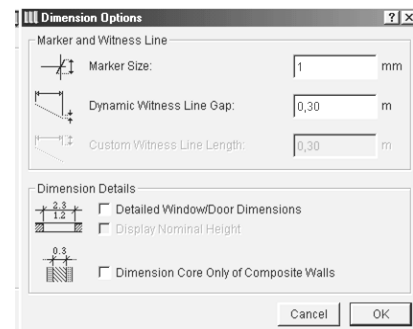 Dimension Options
Marker and Witness Line
Marker Size: 1 mm
Dynamic Witness Line Gap: 0,30 m
Custom Witness Line Length: 0,30 m
Dimension Details
2.3
1.2
Detailed Window/Door Dimensions
Display Nominal Height
0.3
Dimension Core Only of Composite Walls
Cancel OK